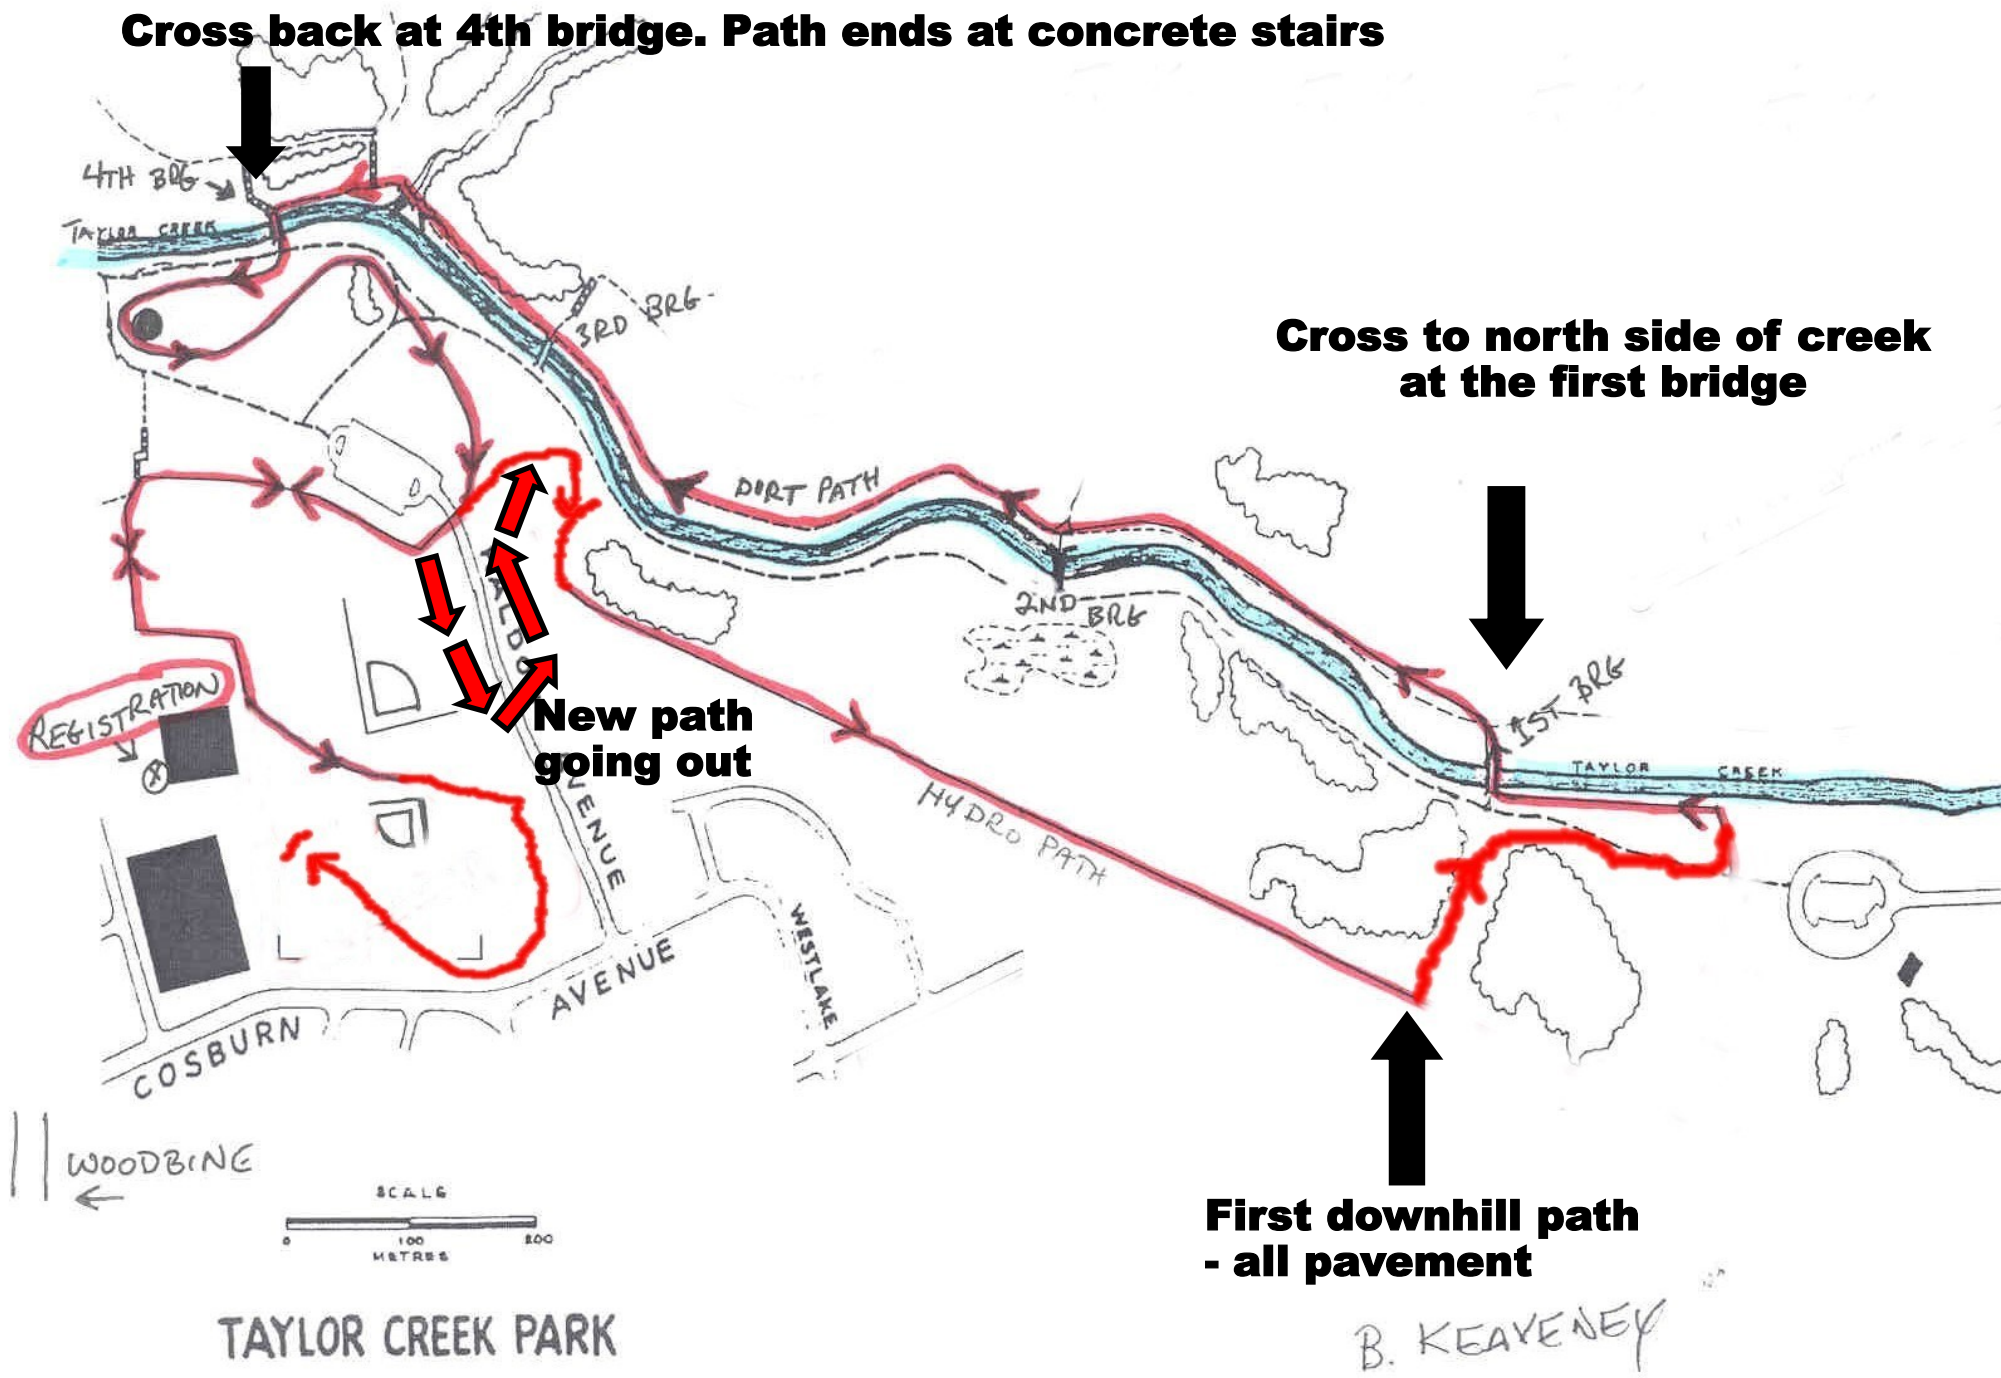 Cross back at 4th bridge. Path ends at concrete stairs
4TH BRG
TAYLOR CREEK
3RD BRG
Cross to north side of creek
at the first bridge
DIRT PATH
2ND BRG
1ST BRG
TAYLOR CREEK
REGISTRATION
New path
going out
AVENUE
HYDRO PATH
WESTLAKE
COSBURN AVENUE
WOODBINE
SCALE
0 100 200
METRES
First downhill path
- all pavement
TAYLOR CREEK PARK
B. KEAVENEY